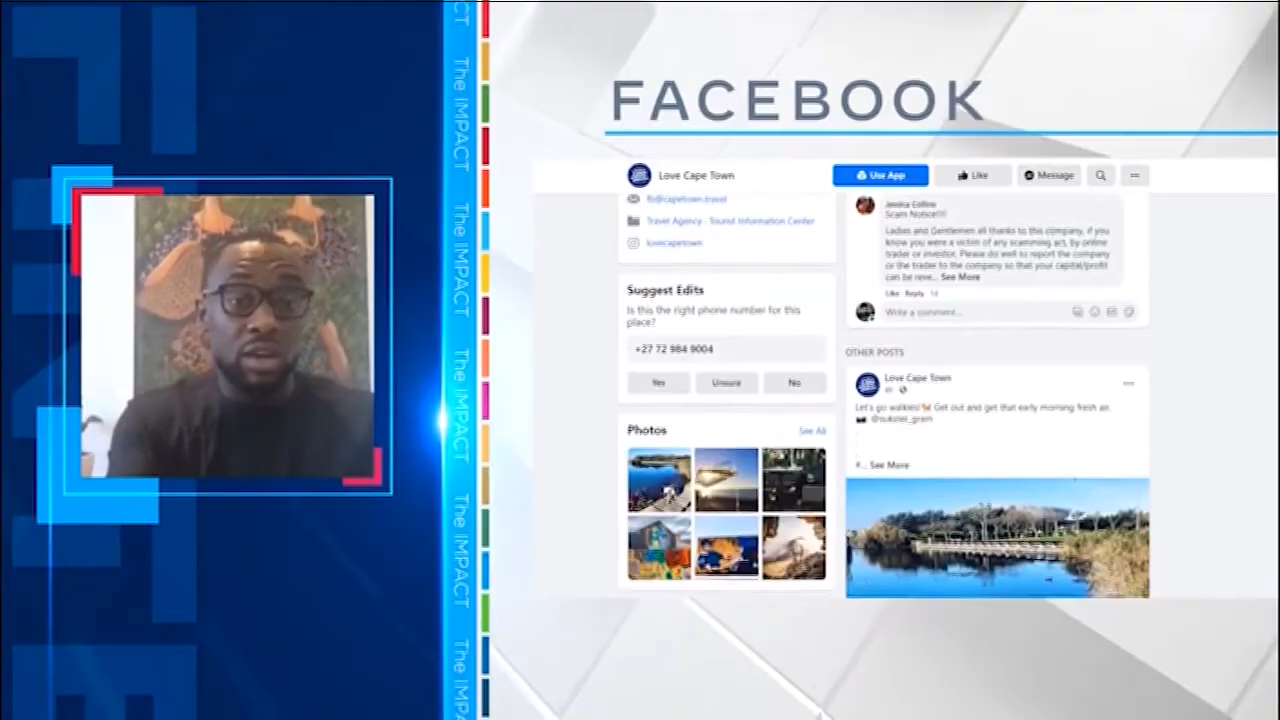 CT
The IMPACT
The IMPACT
The IMPACT
The IMPACT
The IMPA
FACEBOOK
Love Cape Town
Use App
Like
Message
Travel Agency · Tourist Information Center
lovecapetown
Suggest Edits
Is this the right phone number for this
place?
+27 72 984 9004
Yes
Unsure
No
Photos
See All
Scam Notice!!!
Ladies and Gentlemen all thanks to this company, if you
know you were a victim of any scamming act, by online
trader or investor, Please do well to report the company
or the trader to the company so that your capital/profit
can be reve... See More
Like Reply 1d
Write a comment...
OTHER POSTS
Love Cape Town
Let's go walkies! Get out and get that early morning fresh air.
#... See More